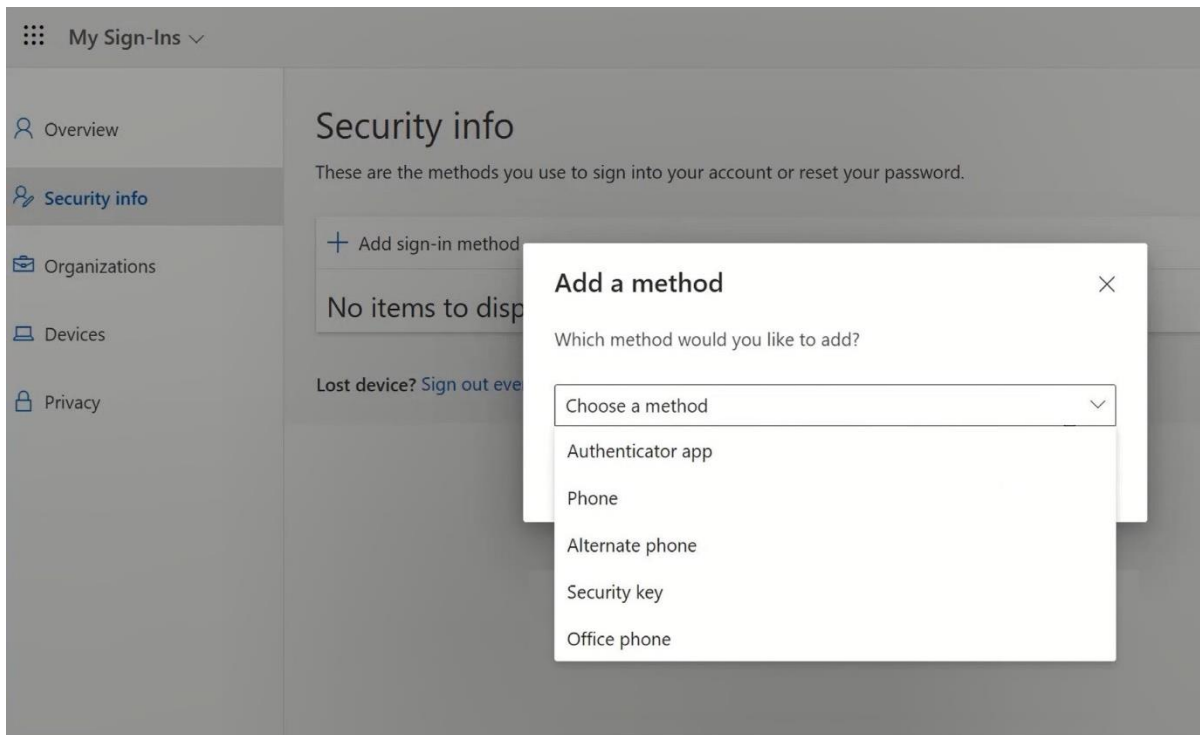 My Sign-Ins
Overview
Security info
Organizations
Devices
Privacy
Security info
These are the methods you use to sign into your account or reset your password.
Add sign-in method
No items to disp
Lost device? Sign out eve
Add a method
Which method would you like to add?
Choose a method
Authenticator app
Phone
Alternate phone
Security key
Office phone